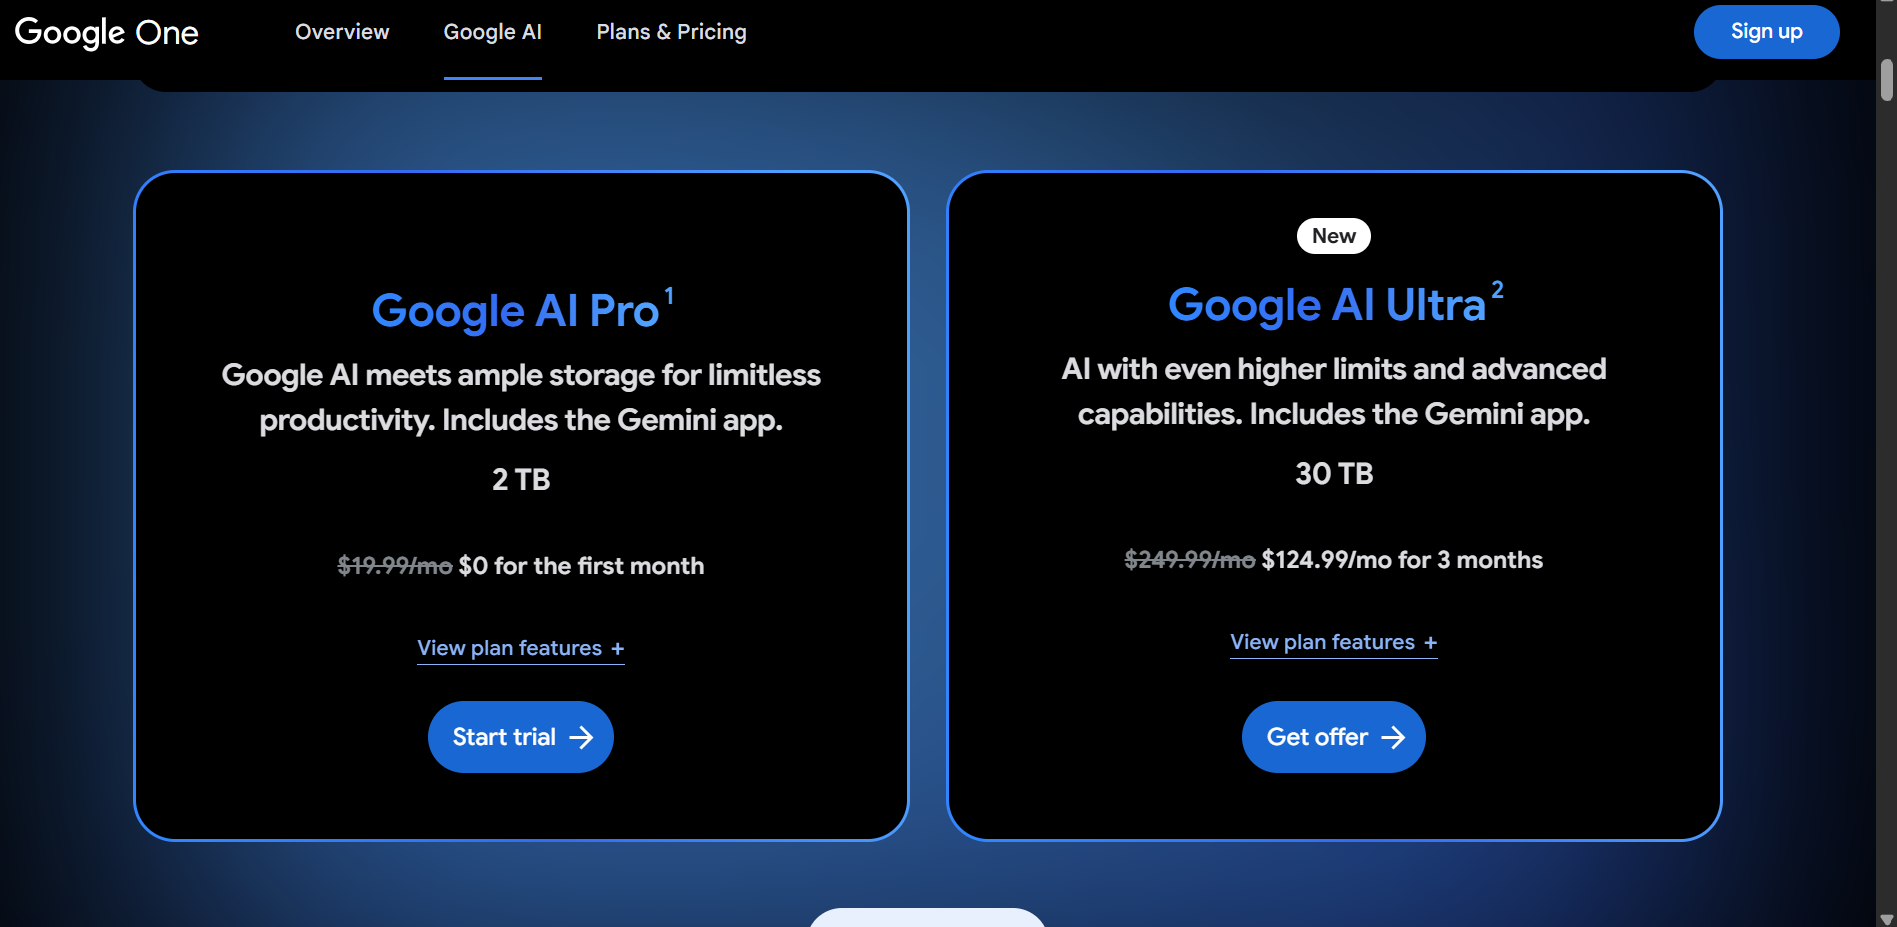 Google One
Overview
Google AI
Plans & Pricing
Sign up
Google AI Pro 1
Google AI meets ample storage for limitless
productivity. Includes the Gemini app.
2 TB
$19.99/mo $0 for the first month
View plan features +
Start trial →
New
Google AI Ultra 2
AI with even higher limits and advanced
capabilities. Includes the Gemini app.
30 TB
$249.99/mo $124.99/mo for 3 months
View plan features +
Get offer →